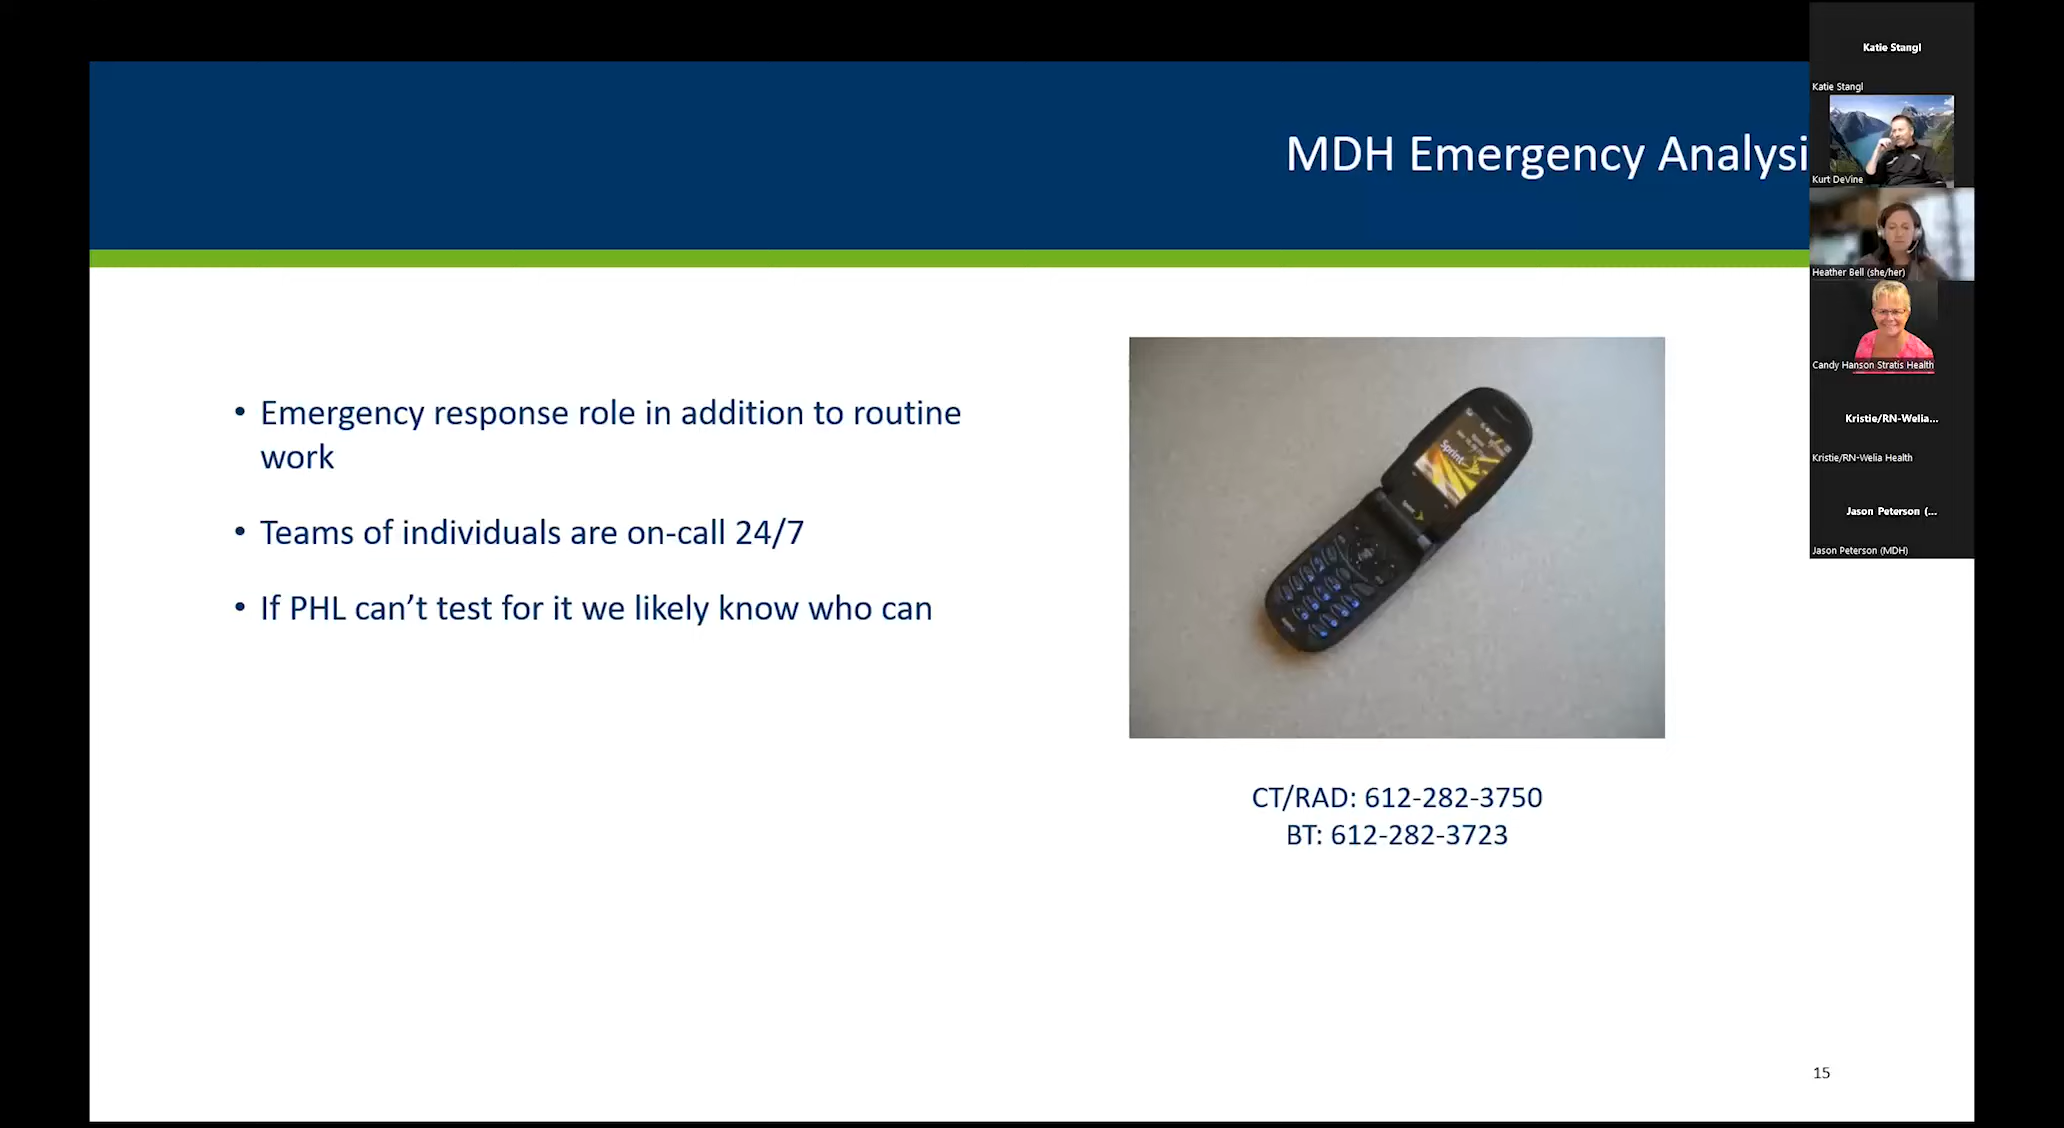 MDH Emergency Analysi
• Emergency response role in addition to routine
work
• Teams of individuals are on-call 24/7
• If PHL can’t test for it we likely know who can
Sprint
CT/RAD: 612-282-3750
BT: 612-282-3723
15
Katie Stangl
Katie Stangl
Kurt DeVine
Heather Bell (she/her)
Candy Hanson Stratis Health
Kristie/RN-Welia...
Kristie/RN-Welia Health
Jason Peterson (...
Jason Peterson (MDH)